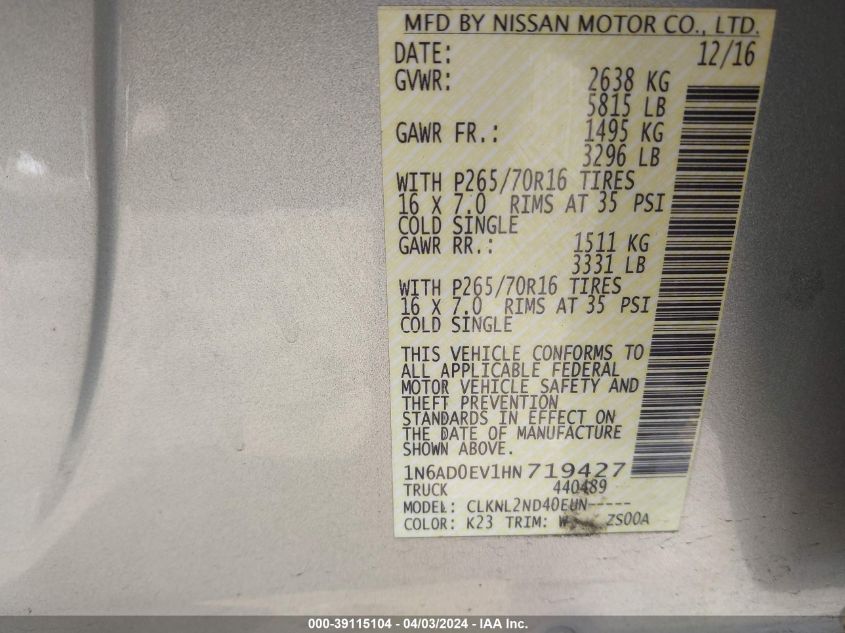 MFD BY NISSAN MOTOR CO., LTD.
DATE: 12/16
GVWR: 2638 KG
5815 LB
GAWR FR.: 1495 KG
3296 LB
WITH P265/70R16 TIRES
16 X 7.0 RIMS AT 35 PSI
COLD SINGLE
GAWR RR.: 1511 KG
3331 LB
WITH P265/70R16 TIRES
16 X 7.0 RIMS AT 35 PSI
COLD SINGLE
THIS VEHICLE CONFORMS TO
ALL APPLICABLE FEDERAL
MOTOR VEHICLE SAFETY AND
THEFT PREVENTION
STANDARDS IN EFFECT ON
THE DATE OF MANUFACTURE
SHOWN ABOVE.
1N6AD0EV1HN719427
TRUCK 440489
MODEL: CLKNL2ND40EUN-----
COLOR: K23 TRIM: ZS00A
000-39115104 - 04/03/2024 - IAA Inc.